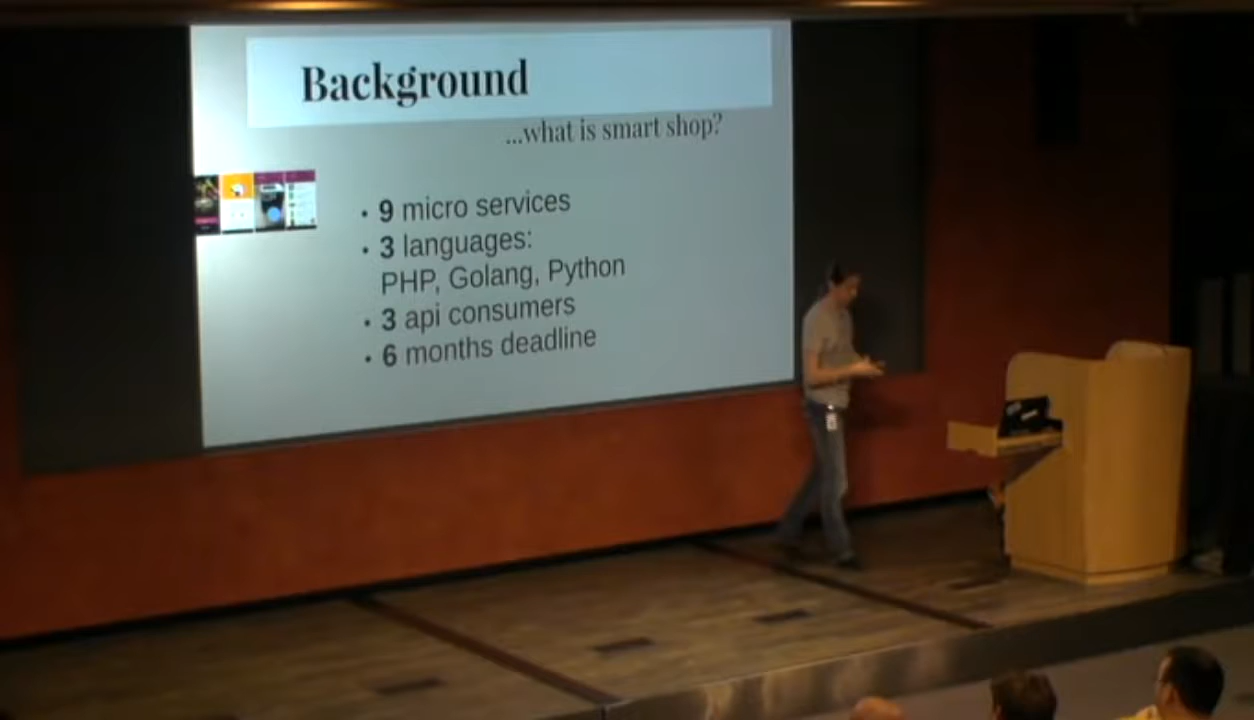 Background
...what is smart shop?
• 9 micro services
• 3 languages:
PHP, Golang, Python
• 3 api consumers
• 6 months deadline